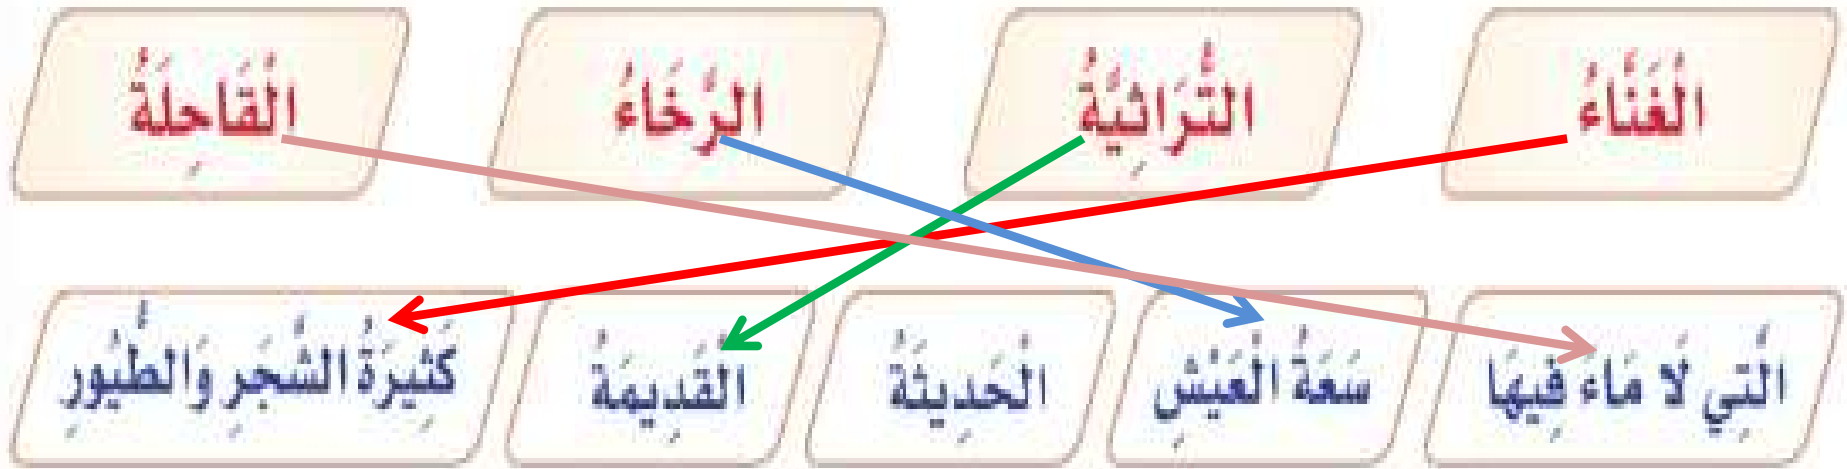 الْغَنَّاءُ التُّرَاثِيَّةُ الرَّخَاءُ الْقَاحِلَةُ
الَّتِي لَا مَاء فِيهَا سَعَةُ الْعَيْشِ الْحَدِيثَةُ الْقَدِيمَةُ كَثِيرَةُ الشَّجَرِ وَالطُّيُورِ